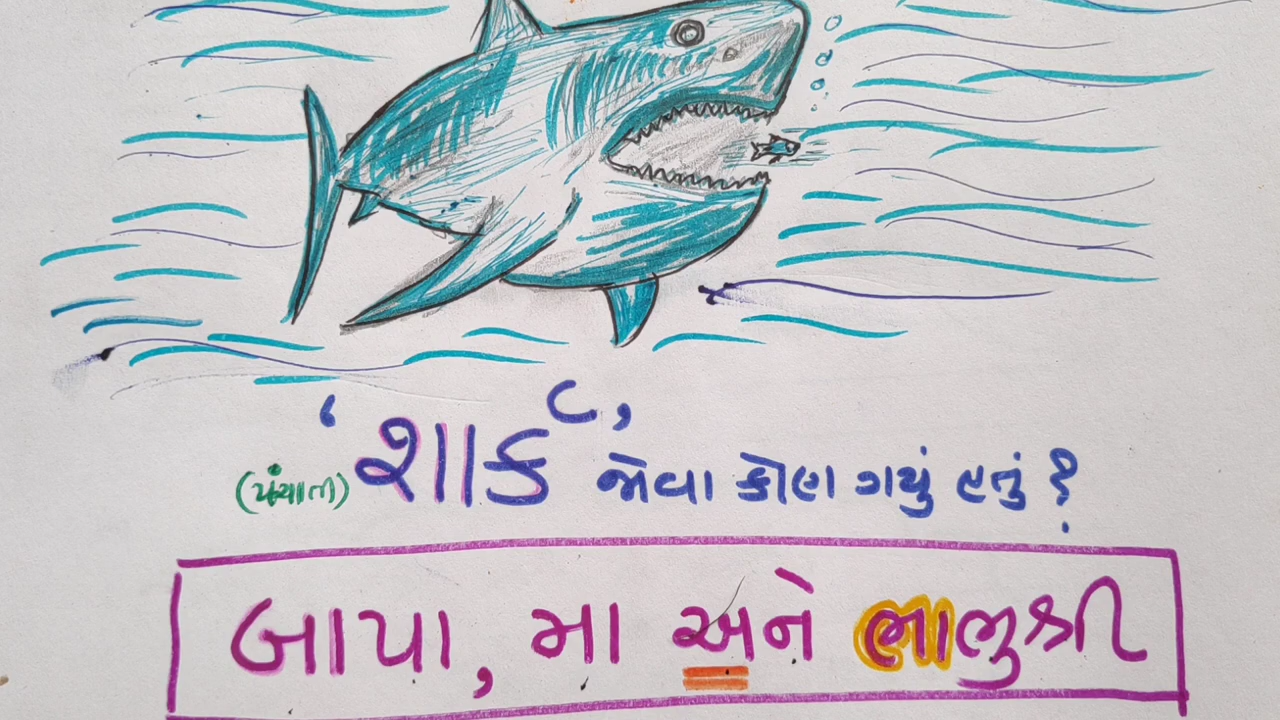 (પંચાત) ‘શાર્ક’ જોવા કોણ ગયું હતું?
બાપા, મા અને ભાભુશ્રી